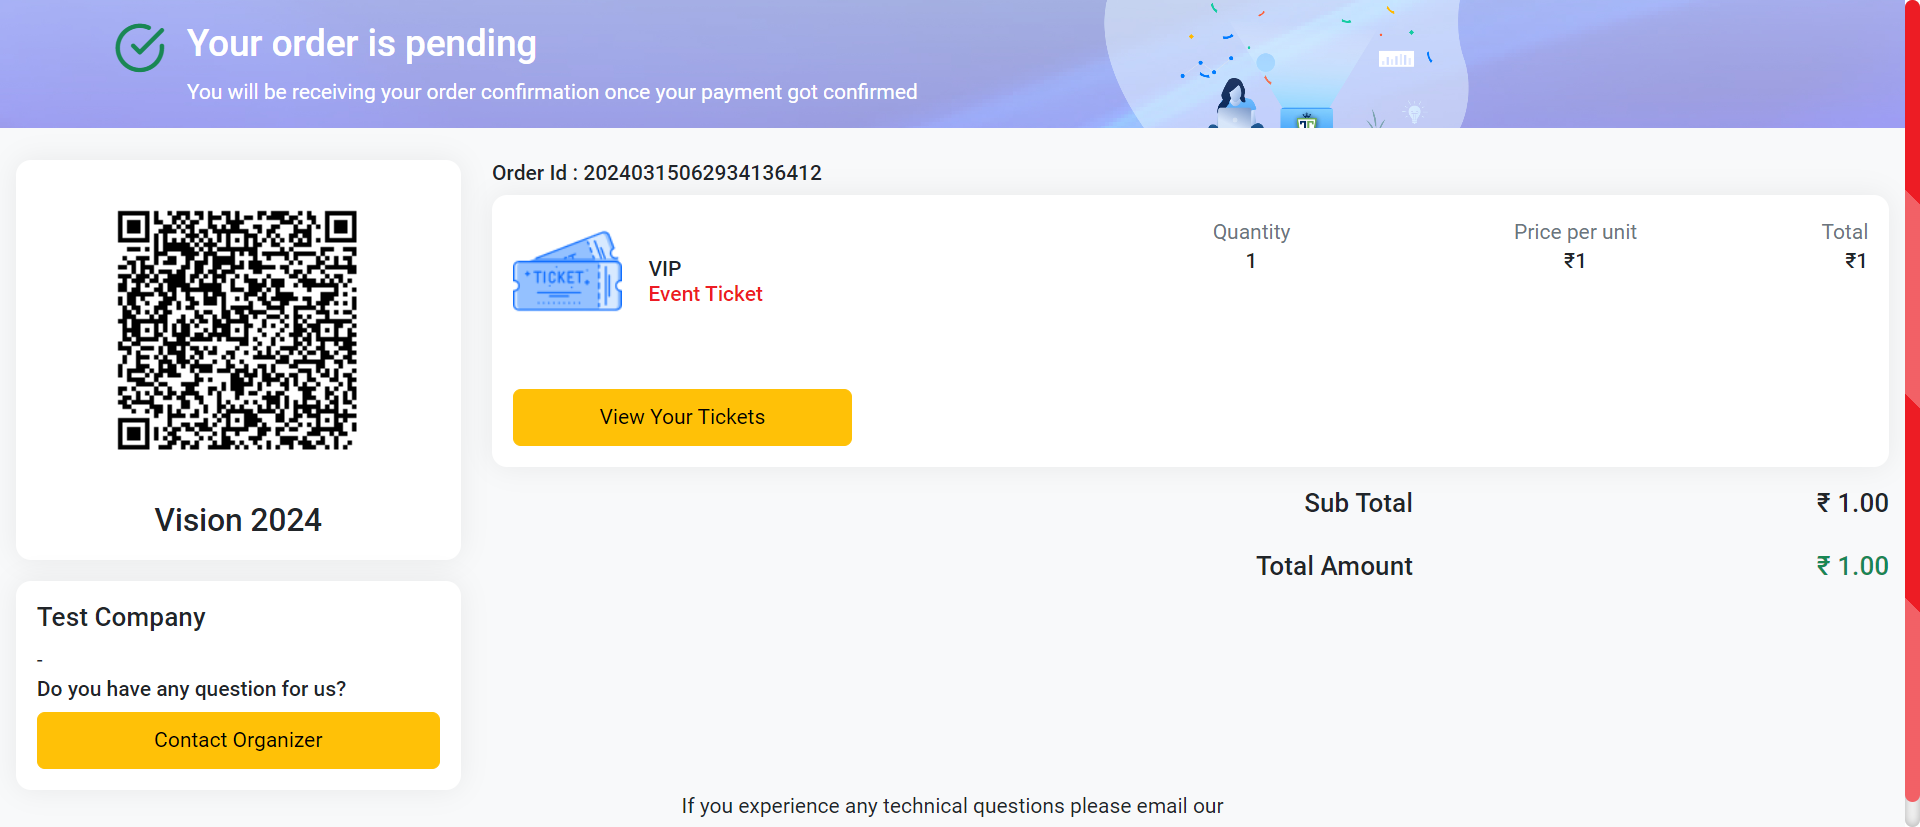 Your order is pending
You will be receiving your order confirmation once your payment got confirmed
Vision 2024
Test Company
-
Do you have any question for us?
Contact Organizer
Order Id : 20240315062934136412
TICKET
VIP
Event Ticket
Quantity
1
Price per unit
₹1
Total
₹1
View Your Tickets
Sub Total ₹ 1.00
Total Amount ₹ 1.00
If you experience any technical questions please email our